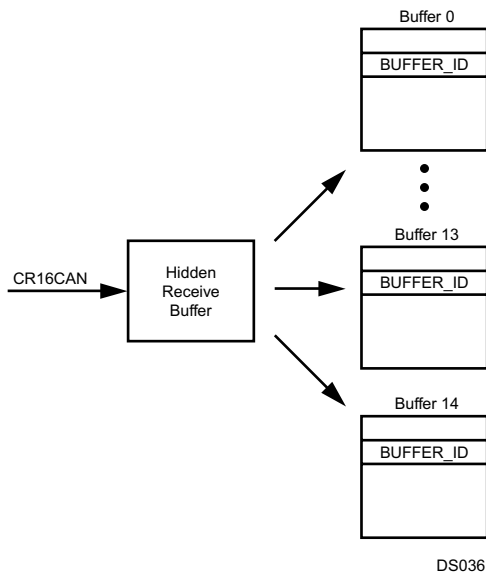 Buffer 0
BUFFER_ID
Buffer 13
CR16CAN
Hidden
Receive
Buffer
BUFFER_ID
Buffer 14
BUFFER_ID
DS036